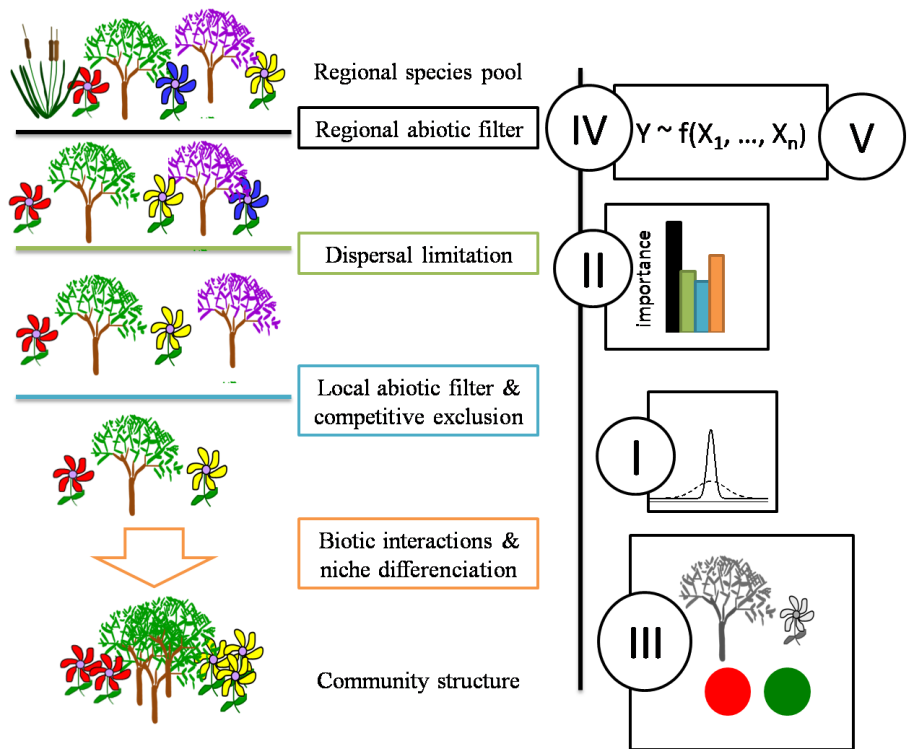 Regional species pool
Regional abiotic filter
IV
Y ~ f(X₁, ..., Xₙ)
V
Dispersal limitation
II
importance
Local abiotic filter &
competitive exclusion
I
Biotic interactions &
niche differenciation
III
Community structure